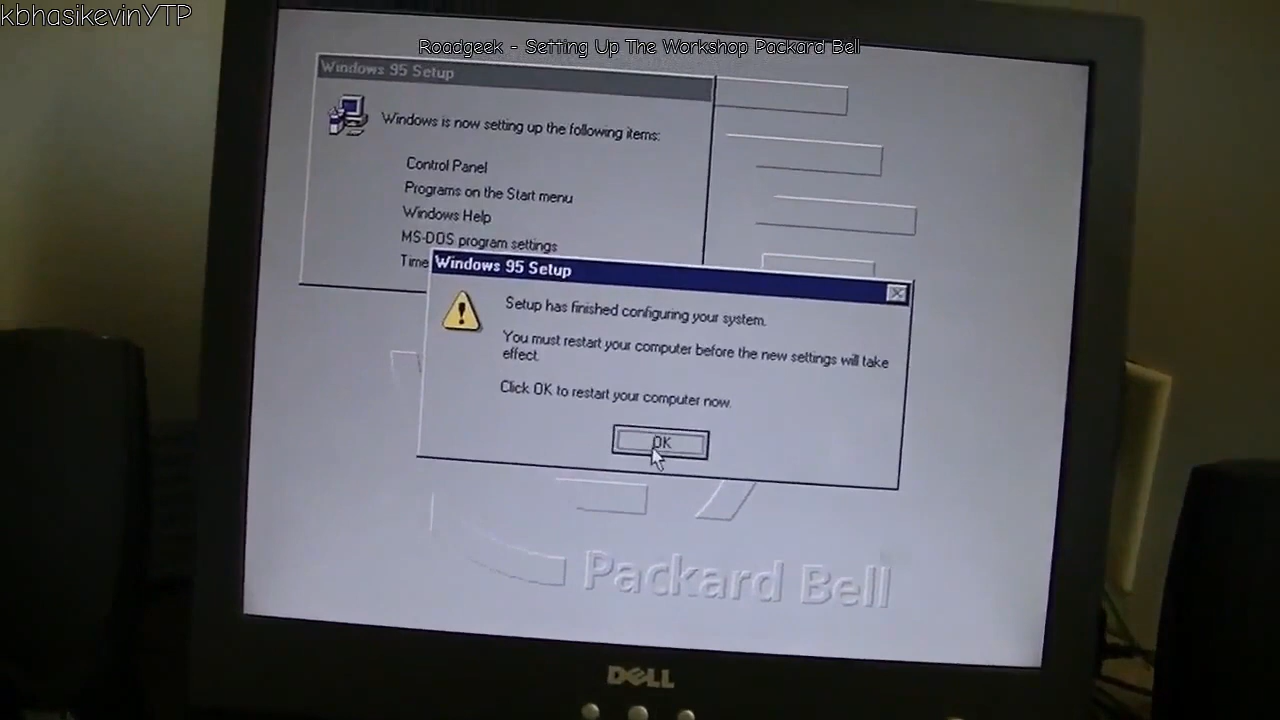 kbhasikevinYTP
Roadgeek - Setting Up The Workshop Packard Bell
Windows 95 Setup
Windows is now setting up the following items:
Control Panel
Programs on the Start menu
Windows Help
MS-DOS program settings
Time
Windows 95 Setup
Setup has finished configuring your system.
You must restart your computer before the new settings will take
effect.
Click OK to restart your computer now.
OK
Packard Bell
DELL